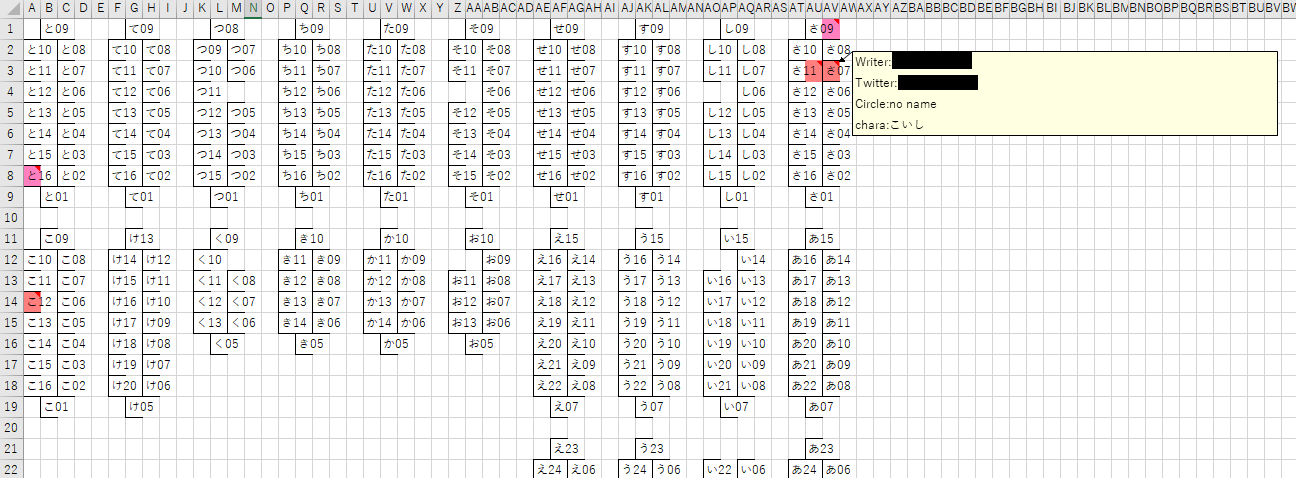 A B C D E F G H I J K L M N O P Q R S T U V W X Y Z AA AB AC AD AE AF AG AH AI AJ AK AL AM AN AO AP AQ AR AS AT AU AV AW AX AY AZ BA BB BC BD BE BF BG BH BI BJ BK BL BM BN BO BP BQ BR BS BT BU BV BW
1 と09 て09 つ08 ち09 た09 そ09 せ09 す09 し09 さ09
2 と10 と08 て10 て08 つ09 つ07 ち10 ち08 た10 た08 そ10 そ08 せ10 せ08 す10 す08 し10 し08 さ10 さ08
3 と11 と07 て11 て07 つ10 つ06 ち11 ち07 た11 た07 そ11 そ07 せ11 せ07 す11 す07 し11 し07 さ11 さ07
4 と12 と06 て12 て06 つ11 ち12 ち06 た12 た06 そ06 せ12 せ06 す12 す06 し06 さ12 さ06
5 と13 と05 て13 て05 つ12 つ05 ち13 ち05 た13 た05 そ12 そ05 せ13 せ05 す13 す05 し12 し05 さ13 さ05
6 と14 と04 て14 て04 つ13 つ04 ち14 ち04 た14 た04 そ13 そ04 せ14 せ04 す14 す04 し13 し04 さ14 さ04
7 と15 と03 て15 て03 つ14 つ03 ち15 ち03 た15 た03 そ14 そ03 せ15 せ03 す15 す03 し14 し03 さ15 さ03
8 と16 と02 て16 て02 つ15 つ02 ち16 ち02 た16 た02 そ15 そ02 せ16 せ02 す16 す02 し15 し02 さ16 さ02
9 と01 て01 つ01 ち01 た01 そ01 せ01 す01 し01 さ01
10
11 こ09 け13 く09 き10 か10 お10 え15 う15 い15 あ15
12 こ10 こ08 け14 け12 く10 き11 き09 か11 か09 お09 え16 え14 う16 う14 い14 あ16 あ14
13 こ11 こ07 け15 け11 く11 く08 き12 き08 か12 か08 お11 お08 え17 え13 う17 う13 い16 い13 あ17 あ13
14 こ12 こ06 け16 け10 く12 く07 き13 き07 か13 か07 お12 お07 え18 え12 う18 う12 い17 い12 あ18 あ12
15 こ13 こ05 け17 け09 く13 く06 き14 き06 か14 か06 お13 お06 え19 え11 う19 う11 い18 い11 あ19 あ11
16 こ14 こ04 け18 け08 く05 き05 か05 お05 え20 え10 う20 う10 い19 い10 あ20 あ10
17 こ15 こ03 け19 け07 え21 え09 う21 う09 い20 い09 あ21 あ09
18 こ16 こ02 け20 け06 え22 え08 う22 う08 い21 い08 あ22 あ08
19 こ01 け05 え07 う07 い07 あ07
20
21 え23 う23 あ23
22 え24 え06 う24 う06 い22 い06 あ24 あ06
Writer:
Twitter:
Circle:no name
chara:こいし